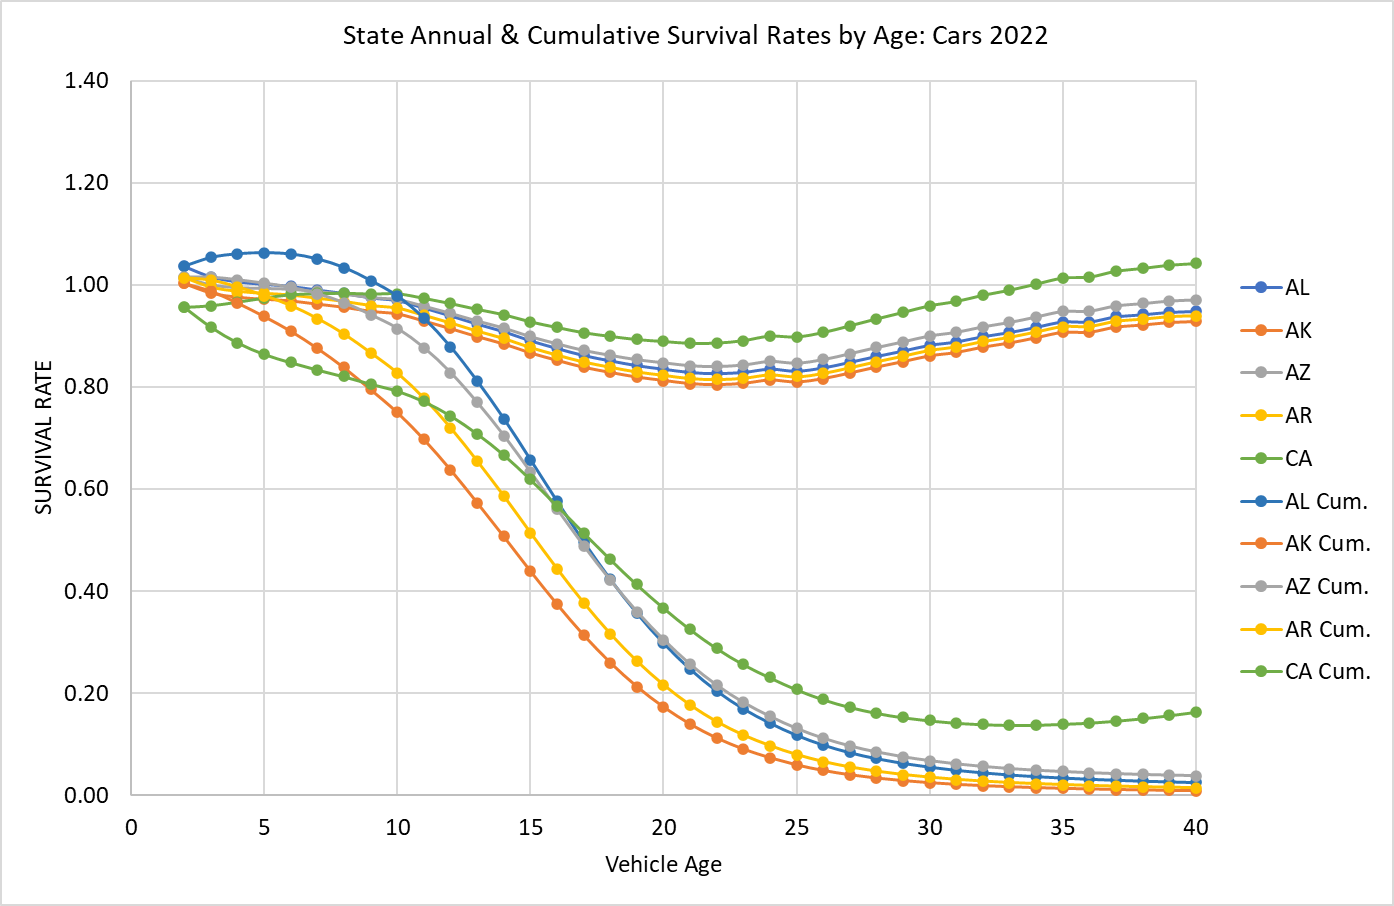 State Annual & Cumulative Survival Rates by Age: Cars 2022
1.40
1.20
1.00
0.80
0.60
0.40
0.20
0.00
SURVIVAL RATE
0 5 10 15 20 25 30 35 40
Vehicle Age
AL
AK
AZ
AR
CA
AL Cum.
AK Cum.
AZ Cum.
AR Cum.
CA Cum.